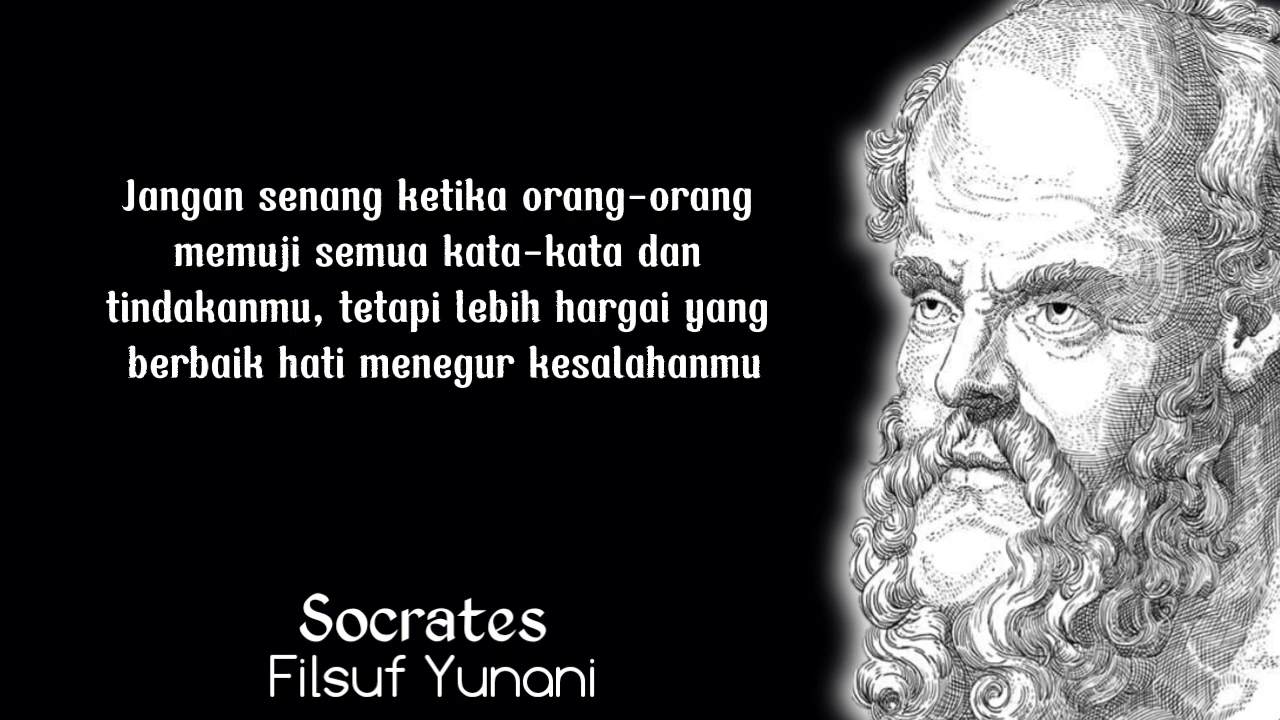 Jangan senang ketika orang-orang
memuji semua kata-kata dan
tindakanmu, tetapi lebih hargai yang
berbaik hati menegur kesalahanmu
Socrates
Filsuf Yunani